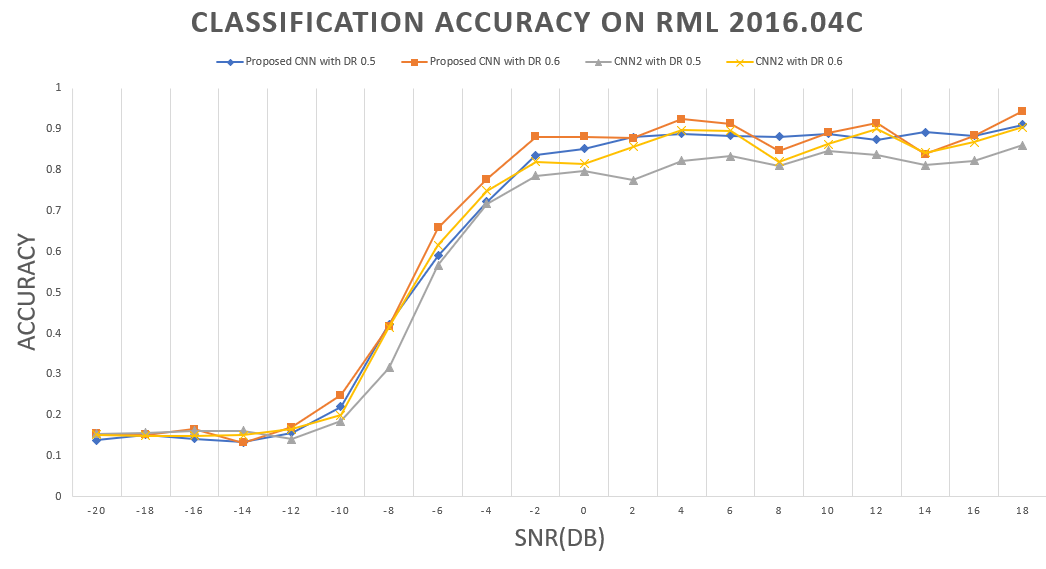 CLASSIFICATION ACCURACY ON RML 2016.04C
Proposed CNN with DR 0.5 Proposed CNN with DR 0.6 CNN2 with DR 0.5 CNN2 with DR 0.6
1
0.9
0.8
0.7
0.6
0.5
0.4
0.3
0.2
0.1
0
ACCURACY
-20 -18 -16 -14 -12 -10 -8 -6 -4 -2 0 2 4 6 8 10 12 14 16 18
SNR(DB)